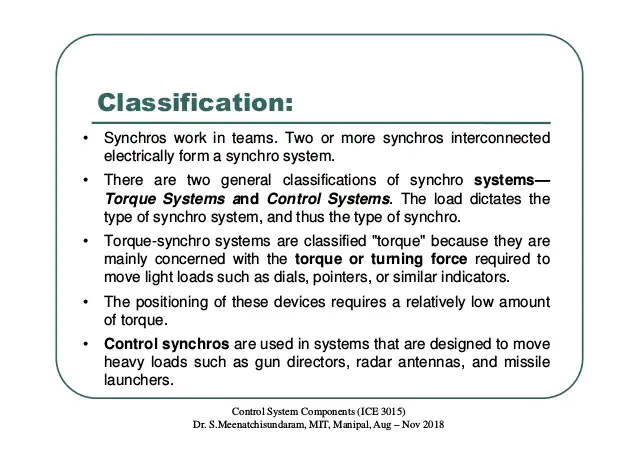 Classification:
• Synchros work in teams. Two or more synchros interconnected
electrically form a synchro system.
• There are two general classifications of synchro systems—
Torque Systems and Control Systems. The load dictates the
type of synchro system, and thus the type of synchro.
• Torque-synchro systems are classified "torque" because they are
mainly concerned with the torque or turning force required to
move light loads such as dials, pointers, or similar indicators.
• The positioning of these devices requires a relatively low amount
of torque.
• Control synchros are used in systems that are designed to move
heavy loads such as gun directors, radar antennas, and missile
launchers.
Control System Components (ICE 3015)
Dr. S.Meenatchisundaram, MIT, Manipal, Aug – Nov 2018